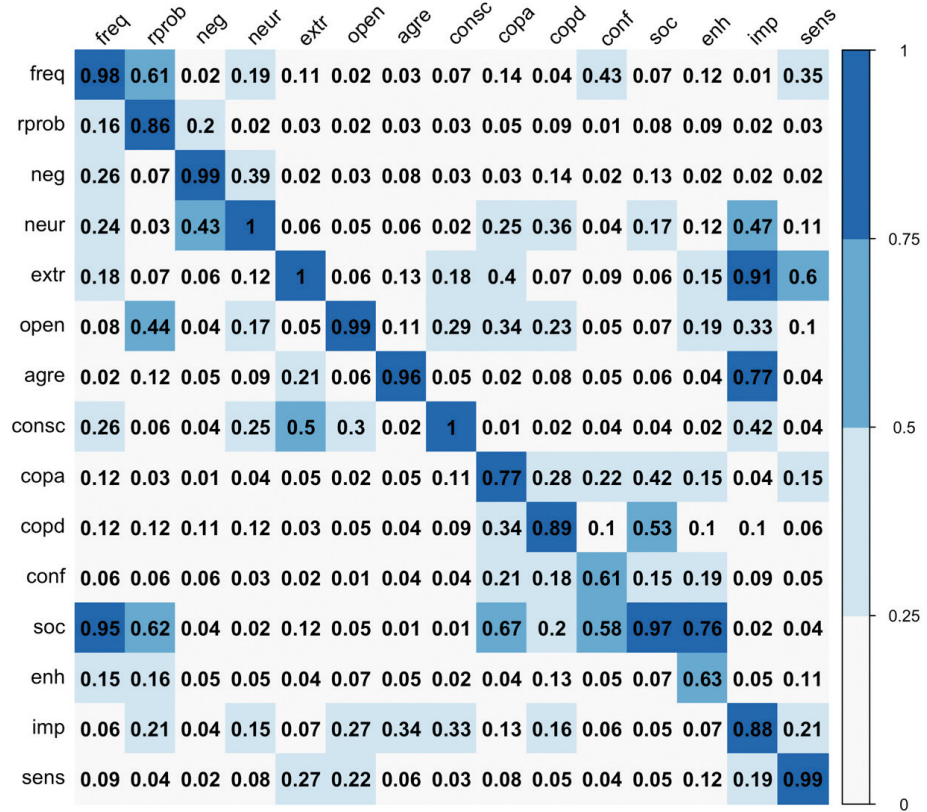 freq rprob neg neur extr open agre consc copa copd conf soc enh imp sens
freq 0.98 0.61 0.02 0.19 0.11 0.02 0.03 0.07 0.14 0.04 0.43 0.07 0.12 0.01 0.35
rprob 0.16 0.86 0.2 0.02 0.03 0.02 0.03 0.03 0.05 0.09 0.01 0.08 0.09 0.02 0.03
neg 0.26 0.07 0.99 0.39 0.02 0.03 0.08 0.03 0.03 0.14 0.02 0.13 0.02 0.02 0.02
neur 0.24 0.03 0.43 1 0.06 0.05 0.06 0.02 0.25 0.36 0.04 0.17 0.12 0.47 0.11
extr 0.18 0.07 0.06 0.12 1 0.06 0.13 0.18 0.4 0.07 0.09 0.06 0.15 0.91 0.6
open 0.08 0.44 0.04 0.17 0.05 0.99 0.11 0.29 0.34 0.23 0.05 0.07 0.19 0.33 0.1
agre 0.02 0.12 0.05 0.09 0.21 0.06 0.96 0.05 0.02 0.08 0.05 0.06 0.04 0.77 0.04
consc 0.26 0.06 0.04 0.25 0.5 0.3 0.02 1 0.01 0.02 0.04 0.04 0.02 0.42 0.04
copa 0.12 0.03 0.01 0.04 0.05 0.02 0.05 0.11 0.77 0.28 0.22 0.42 0.15 0.04 0.15
copd 0.12 0.12 0.11 0.12 0.03 0.05 0.04 0.09 0.34 0.89 0.1 0.53 0.1 0.1 0.06
conf 0.06 0.06 0.06 0.03 0.02 0.01 0.04 0.04 0.21 0.18 0.61 0.15 0.19 0.09 0.05
soc 0.95 0.62 0.04 0.02 0.12 0.05 0.01 0.01 0.67 0.2 0.58 0.97 0.76 0.02 0.04
enh 0.15 0.16 0.05 0.05 0.04 0.07 0.05 0.02 0.04 0.13 0.05 0.07 0.63 0.05 0.11
imp 0.06 0.21 0.04 0.15 0.07 0.27 0.34 0.33 0.13 0.16 0.06 0.05 0.07 0.88 0.21
sens 0.09 0.04 0.02 0.08 0.27 0.22 0.06 0.03 0.08 0.05 0.04 0.05 0.12 0.19 0.99
1
0.75
0.5
0.25
0